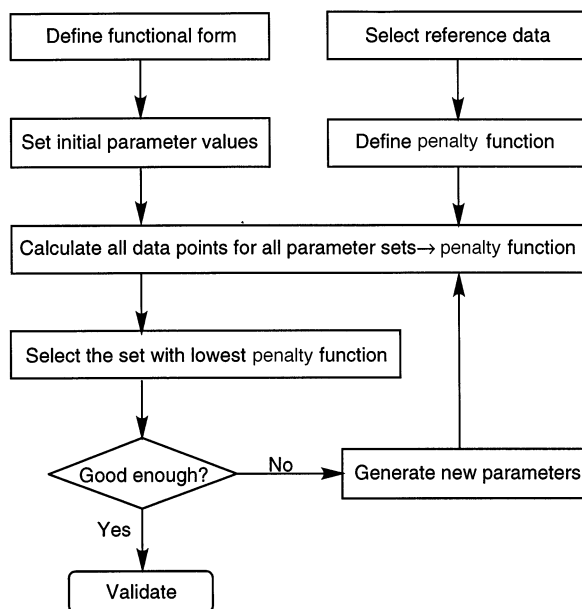 Define functional form
Select reference data
Set initial parameter values
Define penalty function
Calculate all data points for all parameter sets→ penalty function
Select the set with lowest penalty function
Good enough?
No
Generate new parameters
Yes
Validate